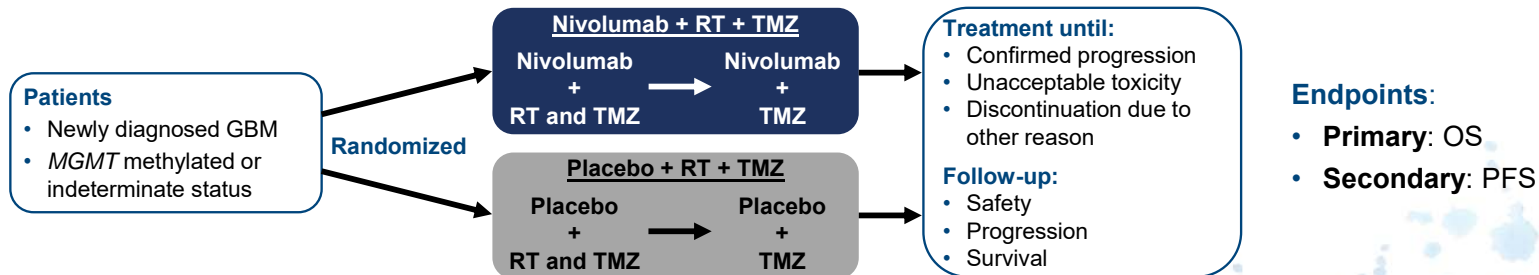 Patients
• Newly diagnosed GBM
• MGMT methylated or
indeterminate status
Randomized
Nivolumab + RT + TMZ
Nivolumab
+
RT and TMZ
Nivolumab
+
TMZ
Placebo + RT + TMZ
Placebo
+
RT and TMZ
Placebo
+
TMZ
Treatment until:
• Confirmed progression
• Unacceptable toxicity
• Discontinuation due to
other reason
Follow-up:
• Safety
• Progression
• Survival
Endpoints:
• Primary: OS
• Secondary: PFS